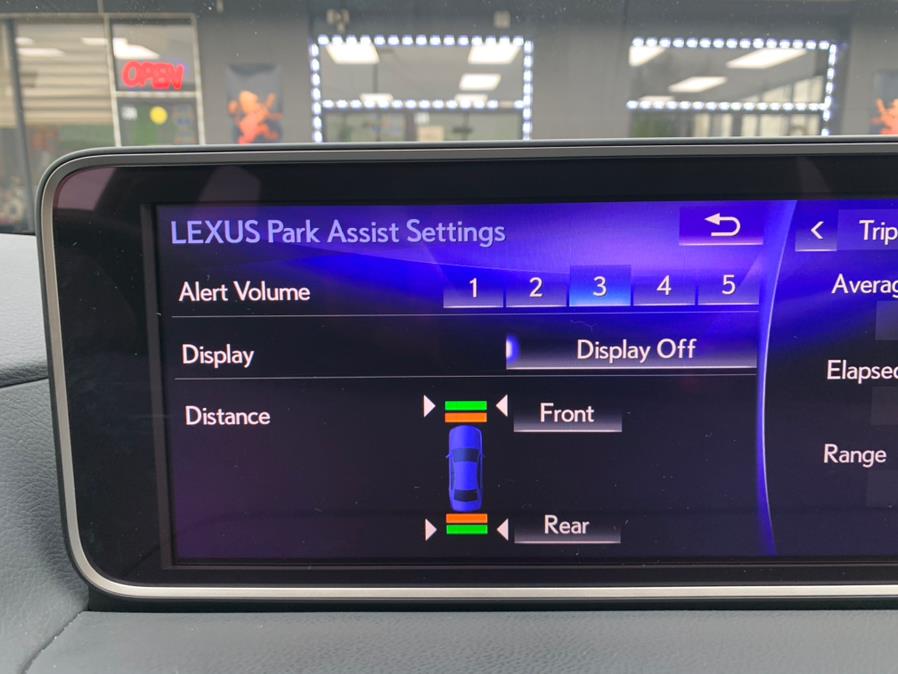 OPEN
LEXUS Park Assist Settings
Alert Volume 1 2 3 4 5
Display Display Off
Distance Front
Rear
Trip
Elapsed
Range